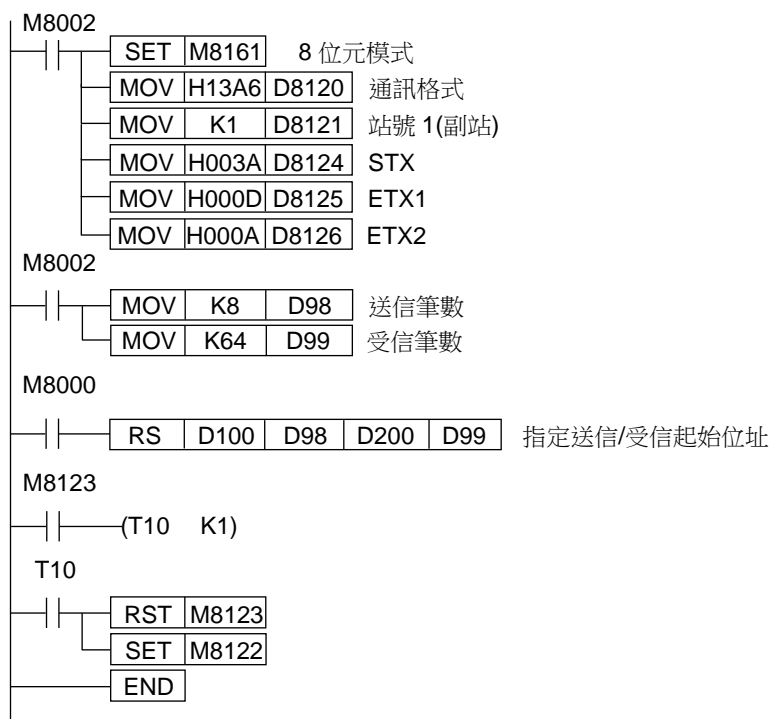 M8002
SET M8161 8 位元模式
MOV H13A6 D8120 通訊格式
MOV K1 D8121 站號 1(副站)
MOV H003A D8124 STX
MOV H000D D8125 ETX1
MOV H000A D8126 ETX2
M8002
MOV K8 D98 送信筆數
MOV K64 D99 受信筆數
M8000
RS D100 D98 D200 D99 指定送信/受信起始位址
M8123
(T10 K1)
T10
RST M8123
SET M8122
END